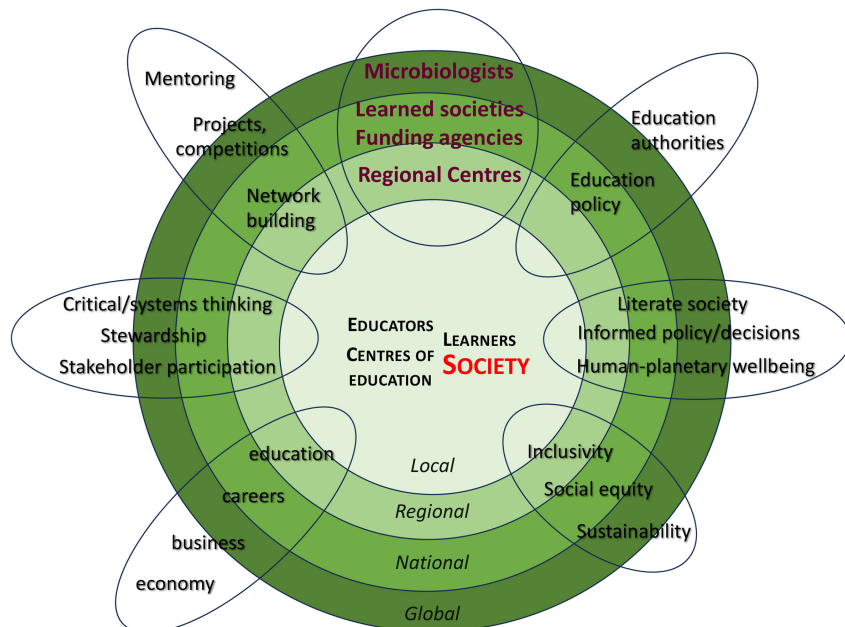 Microbiologists
Learned societies
Funding agencies
Regional Centres
Mentoring
Projects,
competitions
Network
building
Education
authorities
Education
policy
Critical/systems thinking
Stewardship
Stakeholder participation
EDUCATORS
CENTRES OF
EDUCATION
LEARNERS
SOCIETY
Literate society
Informed policy/decisions
Human-planetary wellbeing
education
careers
business
economy
Inclusivity
Social equity
Sustainability
Local
Regional
National
Global